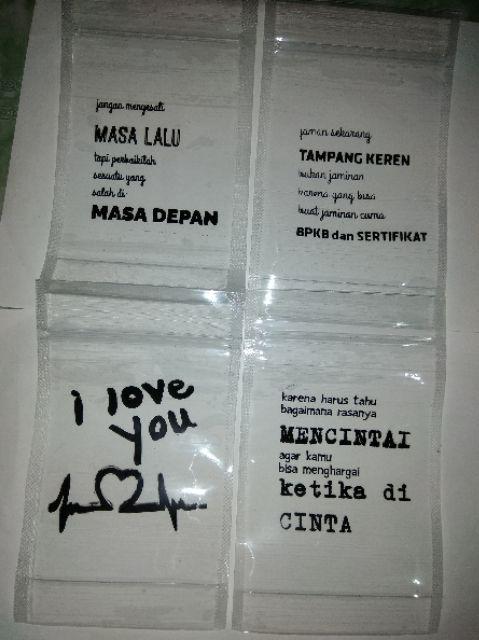 jangan mengesali
MASA LALU
tapi perbaikilah
sesuatu yang
salah di
MASA DEPAN
jaman sekarang
TAMPANG KEREN
bukan jaminan
karena yang bisa
buat jaminan cuma
BPKB dan SERTIFIKAT
i love
you
karena harus tahu
bagaimana rasanya
MENCINTAI
agar kamu
bisa menghargai
ketika di
CINTA